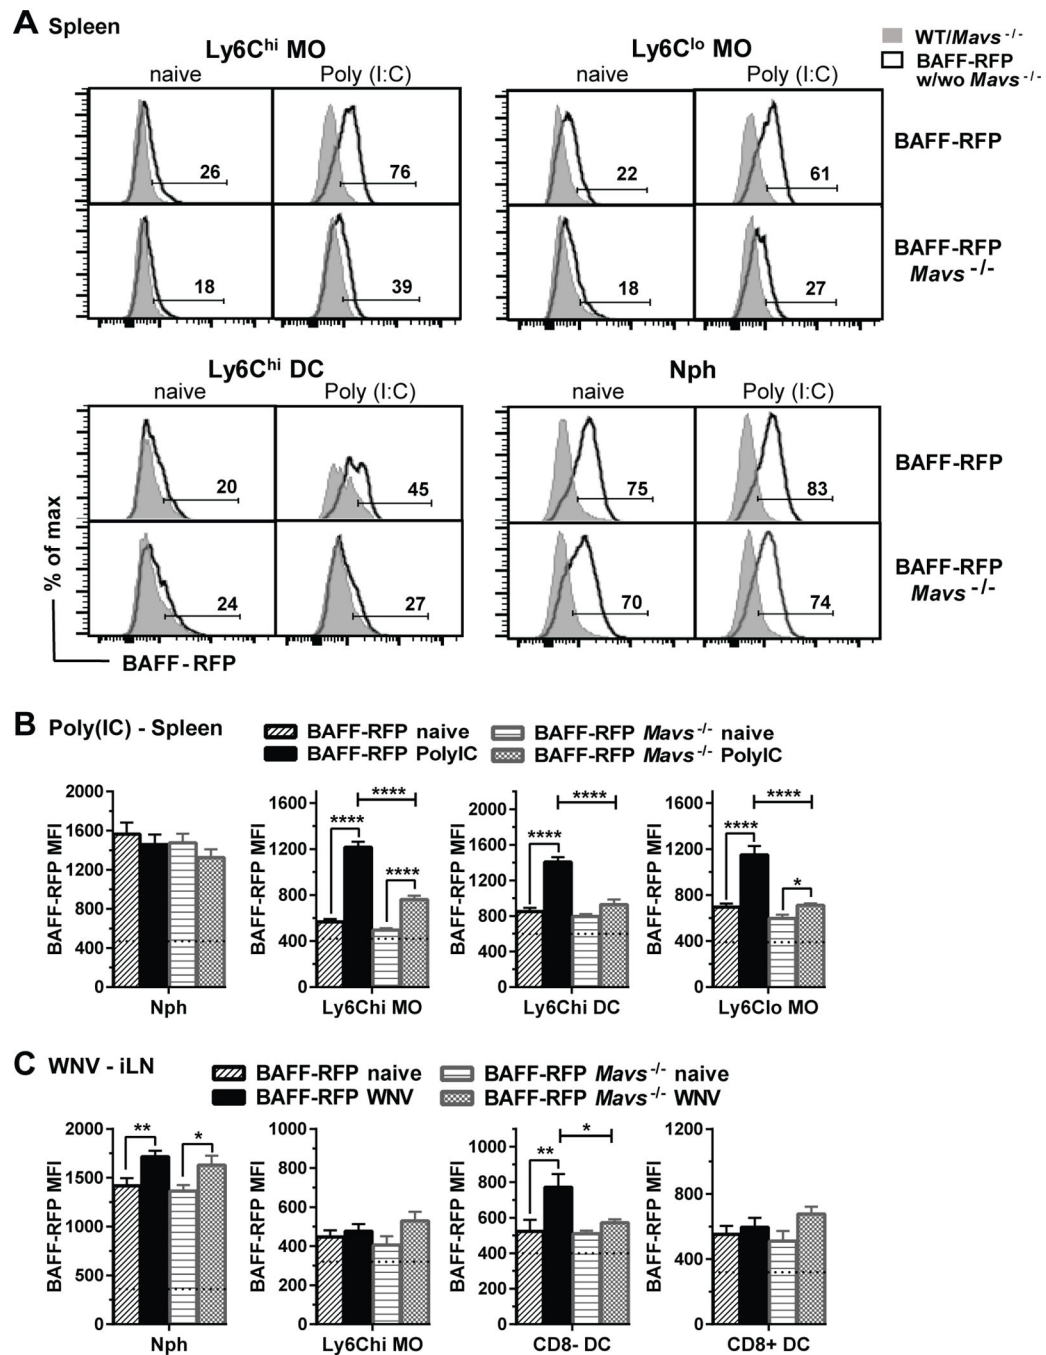 A Spleen
Ly6Chi MO
Ly6Clo MO
WT/Mavs-/-
BAFF-RFP
w/wo Mavs-/-
naive Poly (I:C)
naive Poly (I:C)
26 76
22 61
BAFF-RFP
18 39
18 27
BAFF-RFP
Mavs-/-
Ly6Chi DC
Nph
naive Poly (I:C)
naive Poly (I:C)
20 45
75 83
BAFF-RFP
24 27
70 74
BAFF-RFP
Mavs-/-
% of max
BAFF-RFP
B Poly(IC) - Spleen
BAFF-RFP naive
BAFF-RFP Mavs-/- naive
BAFF-RFP PolyIC
BAFF-RFP Mavs-/- PolyIC
BAFF-RFP MFI
2000
1600
1200
800
400
0
Nph
BAFF-RFP MFI
1600
1200
800
400
0
**** **** ****
Ly6Chi MO
BAFF-RFP MFI
2000
1600
1200
800
400
0
**** ****
Ly6Chi DC
BAFF-RFP MFI
1600
1200
800
400
0
**** **** *
Ly6Clo MO
C WNV - iLN
BAFF-RFP naive
BAFF-RFP Mavs-/- naive
BAFF-RFP WNV
BAFF-RFP Mavs-/- WNV
BAFF-RFP MFI
2000
1500
1000
500
0
** *
Nph
BAFF-RFP MFI
1000
800
600
400
200
0
Ly6Chi MO
BAFF-RFP MFI
1000
800
600
400
200
0
** *
CD8- DC
BAFF-RFP MFI
1200
800
400
0
CD8+ DC